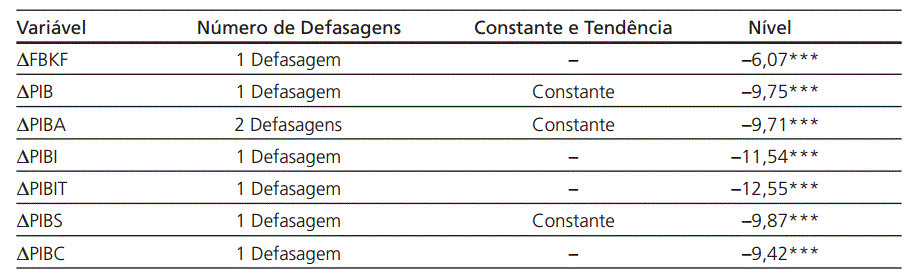 Variável Número de Defasagens Constante e Tendência Nível
ΔFBKF 1 Defasagem – –6,07***
ΔPIB 1 Defasagem Constante –9,75***
ΔPIBA 2 Defasagens Constante –9,71***
ΔPIBI 1 Defasagem – –11,54***
ΔPIBIT 1 Defasagem – –12,55***
ΔPIBS 1 Defasagem Constante –9,87***
ΔPIBC 1 Defasagem – –9,42***